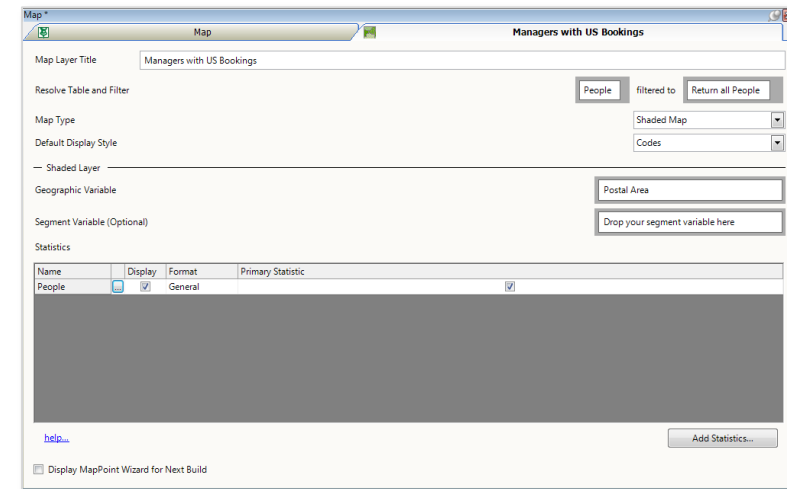 Map *
Map
Managers with US Bookings
Map Layer Title Managers with US Bookings
Resolve Table and Filter People filtered to Return all People
Map Type Shaded Map
Default Display Style Codes
Shaded Layer
Geographic Variable Postal Area
Segment Variable (Optional) Drop your segment variable here
Statistics
Name Display Format Primary Statistic
People ... General
help... Add Statistics...
Display MapPoint Wizard for Next Build